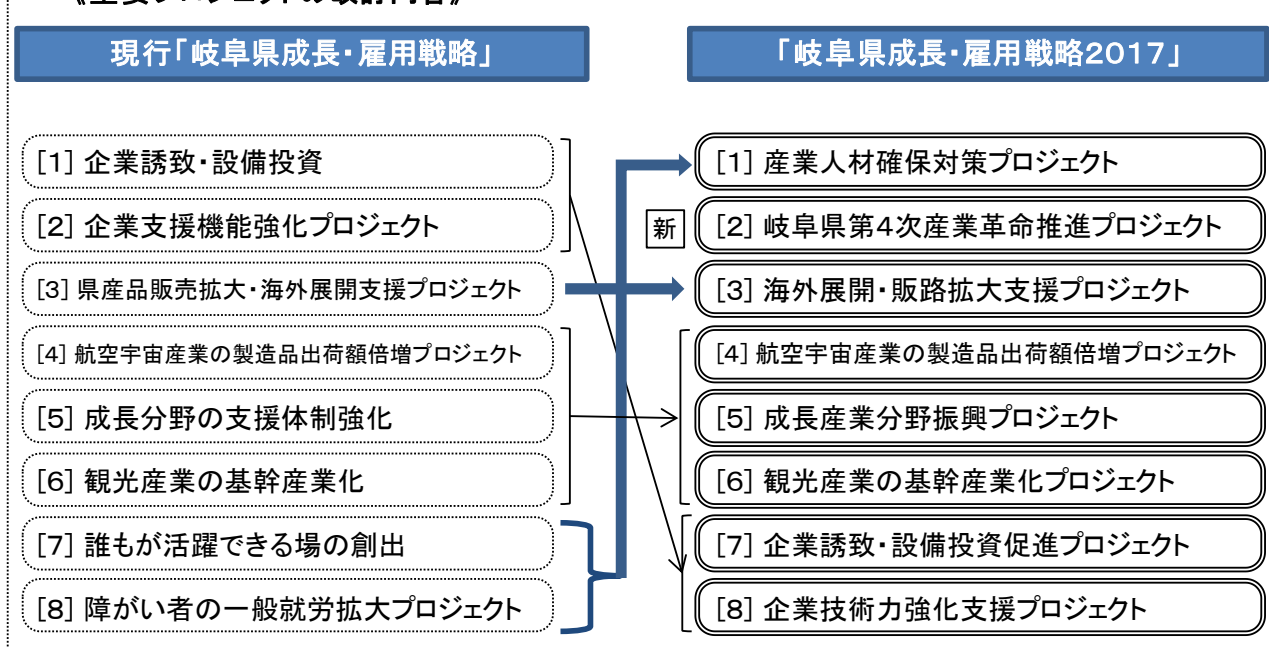 現行「岐阜県成長・雇用戦略」
「岐阜県成長・雇用戦略2017」
[1] 企業誘致・設備投資
[2] 企業支援機能強化プロジェクト
[3] 県産品販売拡大・海外展開支援プロジェクト
[4] 航空宇宙産業の製造品出荷額倍増プロジェクト
[5] 成長分野の支援体制強化
[6] 観光産業の基幹産業化
[7] 誰もが活躍できる場の創出
[8] 障がい者の一般就労拡大プロジェクト
[1] 産業人材確保対策プロジェクト
新
[2] 岐阜県第4次産業革命推進プロジェクト
[3] 海外展開・販路拡大支援プロジェクト
[4] 航空宇宙産業の製造品出荷額倍増プロジェクト
[5] 成長産業分野振興プロジェクト
[6] 観光産業の基幹産業化プロジェクト
[7] 企業誘致・設備投資促進プロジェクト
[8] 企業技術力強化支援プロジェクト